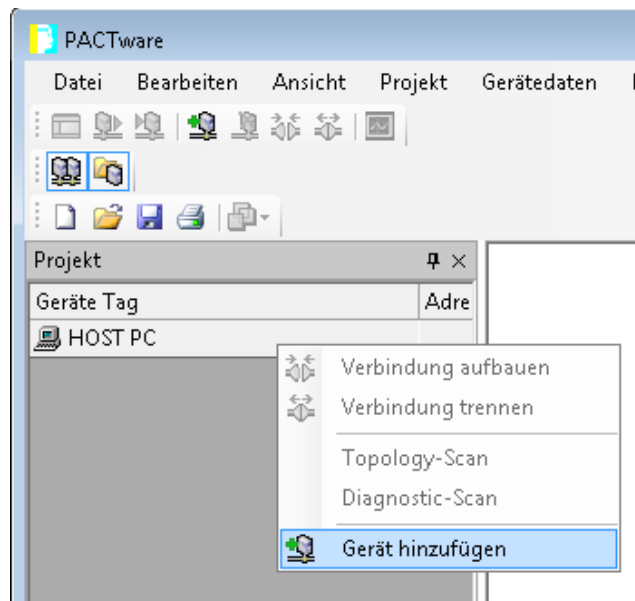 PACTware
Datei Bearbeiten Ansicht Projekt Gerätedaten
Projekt
Geräte Tag Adre
HOST PC
Verbindung aufbauen
Verbindung trennen
Topology-Scan
Diagnostic-Scan
Gerät hinzufügen